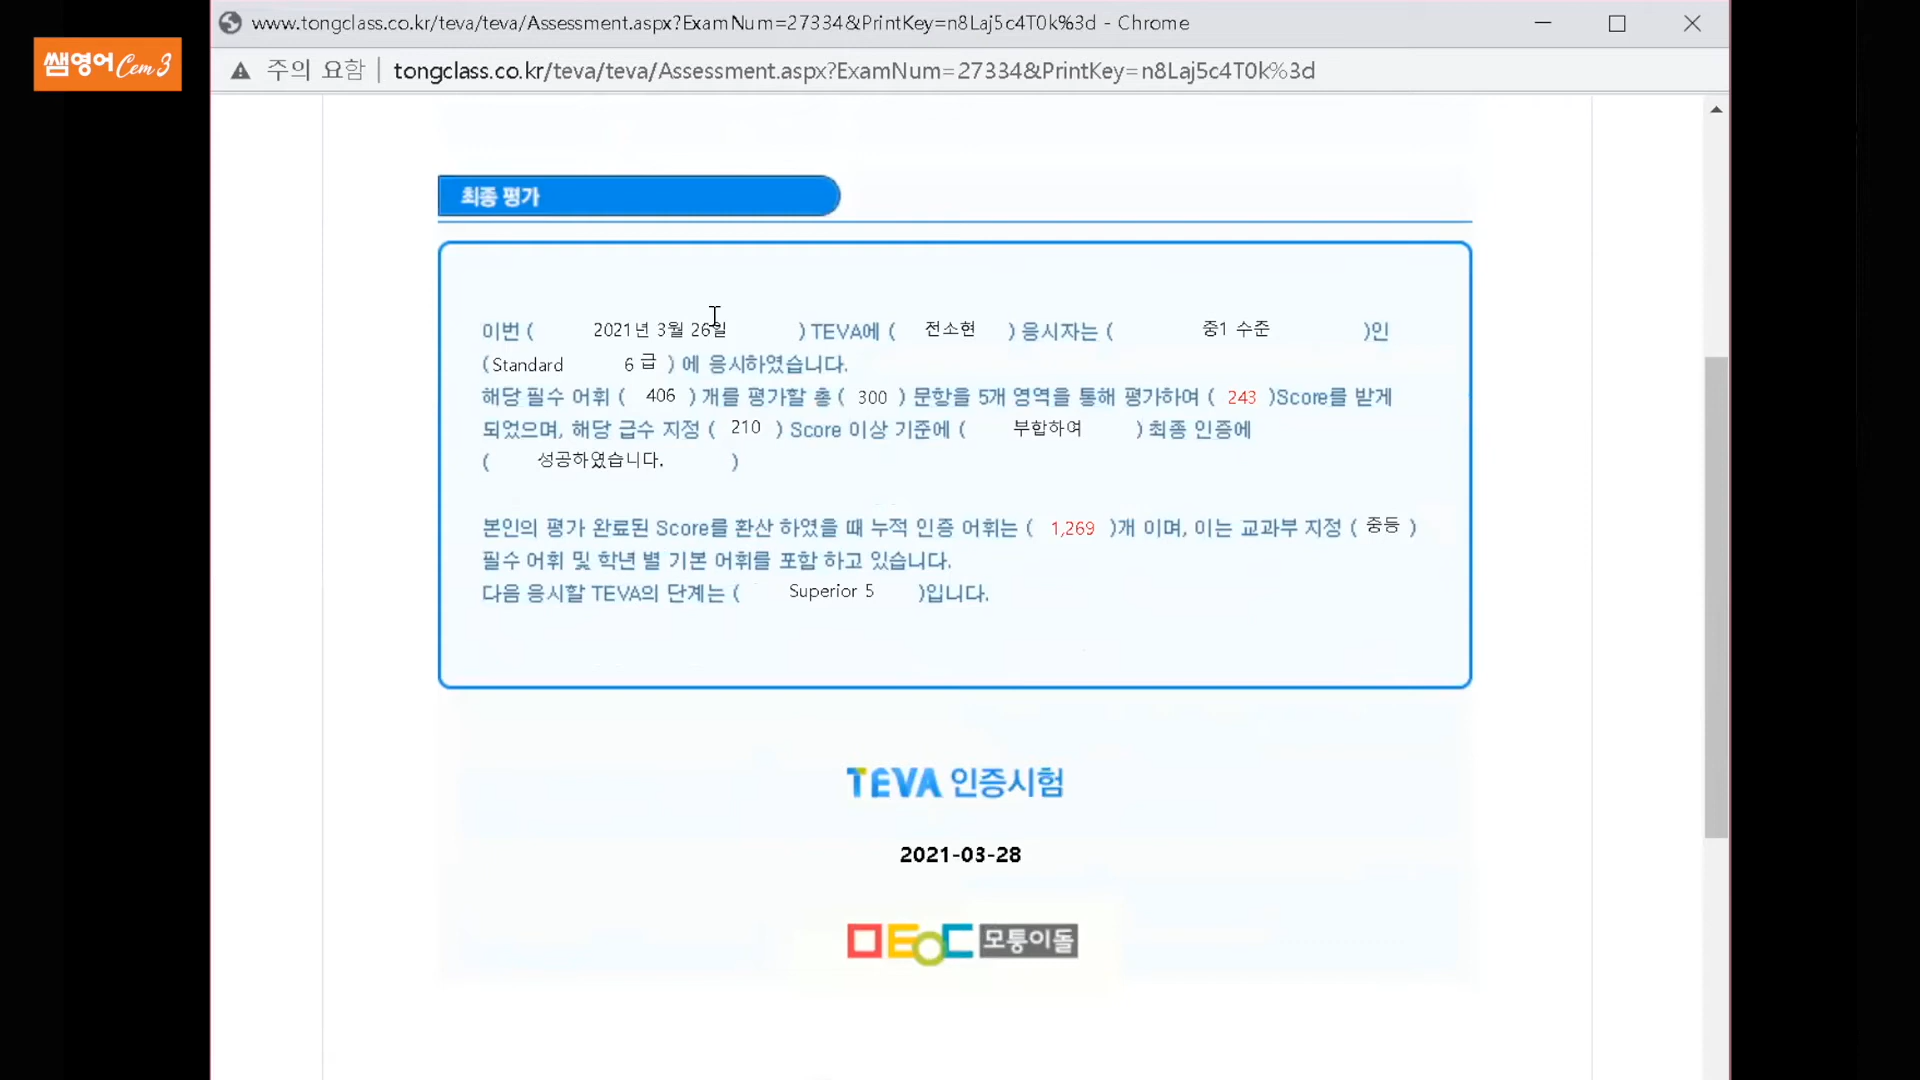 쌤영어 Cem 3
www.tongclass.co.kr/teva/teva/Assessment.aspx?ExamNum=27334&PrintKey=n8Laj5c4T0k%3d - Chrome
주의 요함 | tongclass.co.kr/teva/teva/Assessment.aspx?ExamNum=27334&PrintKey=n8Laj5c4T0k%3d
최종 평가
이번 ( 2021년 3월 26일 ) TEVA에 ( 전소현 ) 응시자는 ( 중1 수준 )인
(Standard 6 급 ) 에 응시하였습니다.
해당 필수 어휘 ( 406 ) 개를 평가할 총 ( 300 ) 문항을 5개 영역을 통해 평가하여 ( 243 )Score를 받게
되었으며, 해당 급수 지정 ( 210 ) Score 이상 기준에 ( 부합하여 ) 최종 인증에
( 성공하였습니다. )
본인의 평가 완료된 Score를 환산 하였을 때 누적 인증 어휘는 ( 1,269 )개 이며, 이는 교과부 지정 ( 중등 )
필수 어휘 및 학년 별 기본 어휘를 포함 하고 있습니다.
다음 응시할 TEVA의 단계는 ( Superior 5 )입니다.
TEVA 인증시험
2021-03-28
모퉁이돌